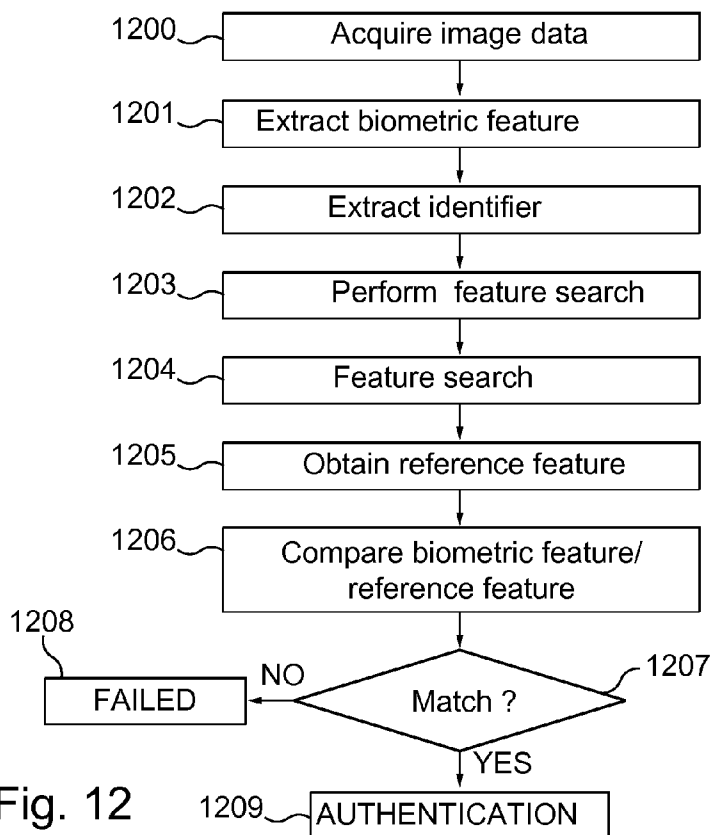 1200 Acquire image data
1201 Extract biometric feature
1202 Extract identifier
1203 Perform feature search
1204 Feature search
1205 Obtain reference feature
1206 Compare biometric feature/
reference feature
1208
1207
NO
FAILED
Match ?
YES
Fig. 12
1209 AUTHENTICATION